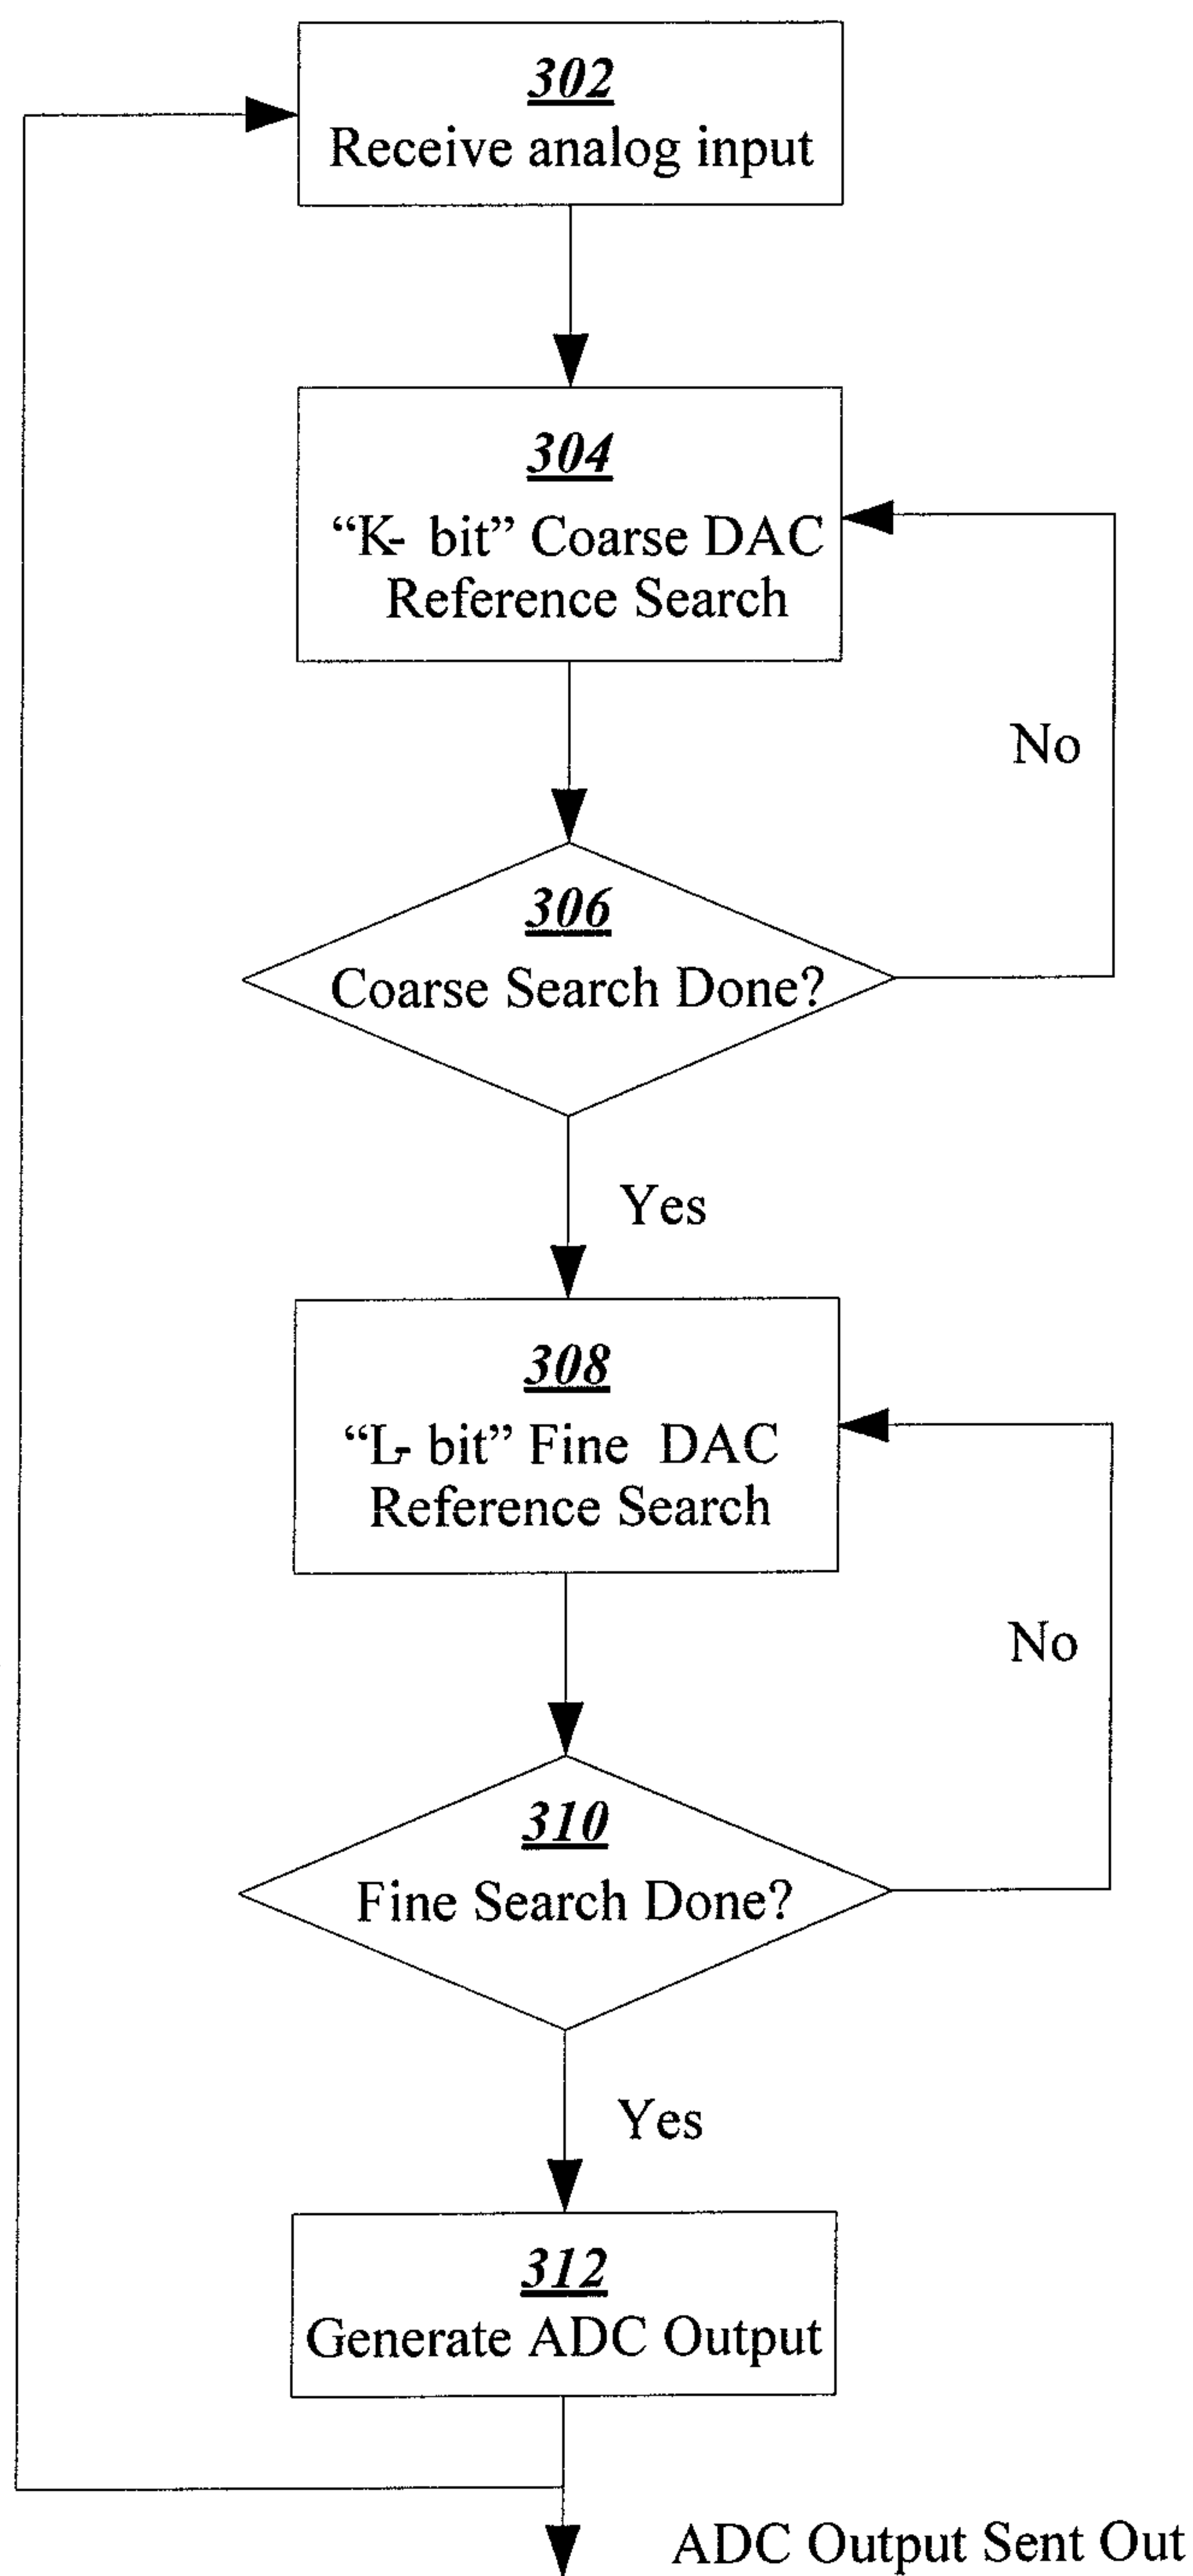 302
Receive analog input
304
“K- bit” Coarse DAC
Reference Search
No
306
Coarse Search Done?
Yes
308
“L- bit” Fine DAC
Reference Search
No
310
Fine Search Done?
Yes
312
Generate ADC Output
ADC Output Sent Out